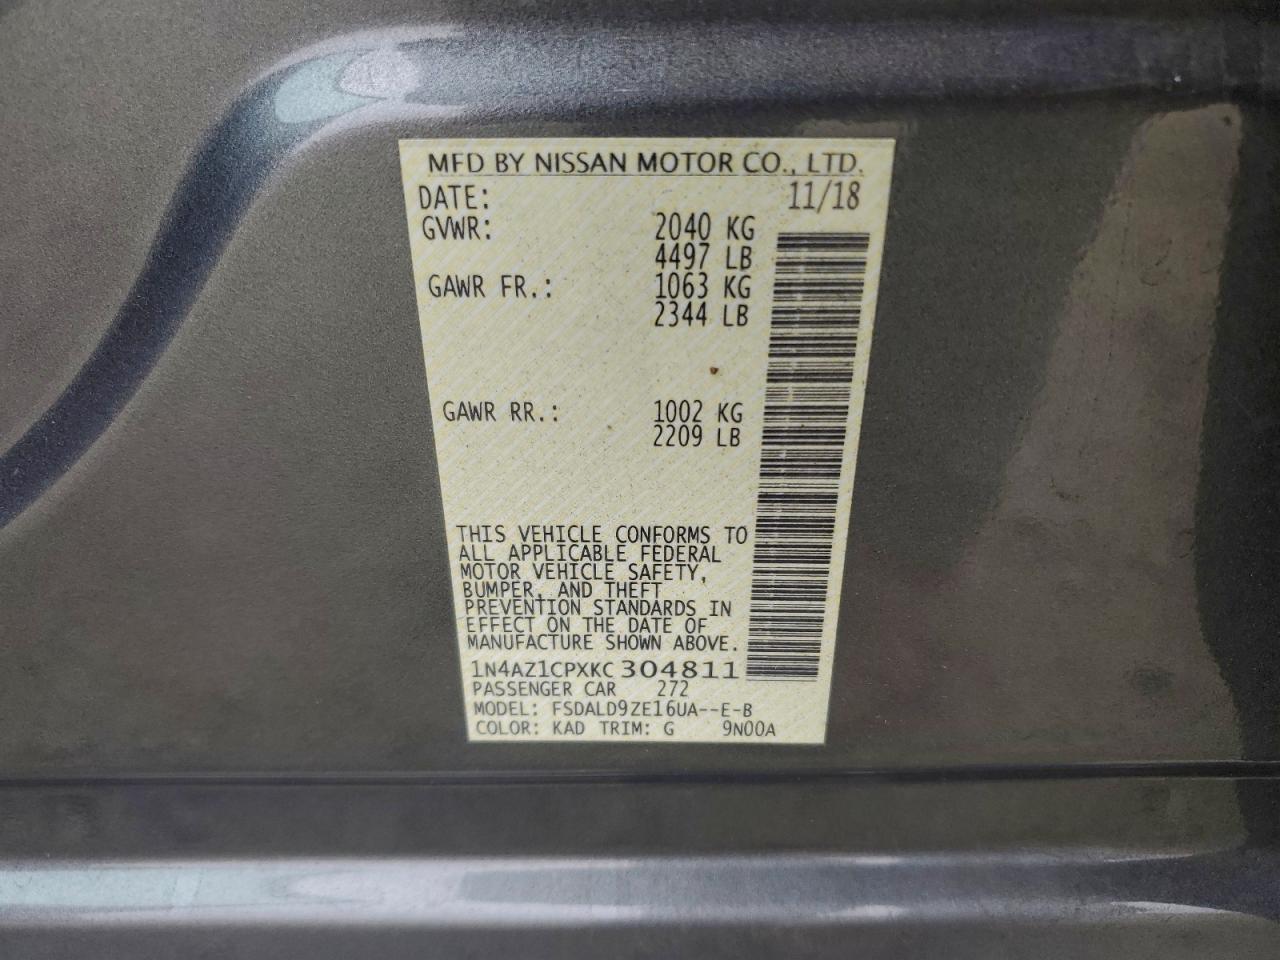 MFD BY NISSAN MOTOR CO., LTD.
DATE: 11/18
GVWR: 2040 KG
4497 LB
GAWR FR.: 1063 KG
2344 LB
GAWR RR.: 1002 KG
2209 LB
THIS VEHICLE CONFORMS TO
ALL APPLICABLE FEDERAL
MOTOR VEHICLE SAFETY,
BUMPER, AND THEFT
PREVENTION STANDARDS IN
EFFECT ON THE DATE OF
MANUFACTURE SHOWN ABOVE.
1N4AZ1CPXKC304811
PASSENGER CAR 272
MODEL: FSDALD9ZE16UA--E-B
COLOR: KAD TRIM: G 9N00A